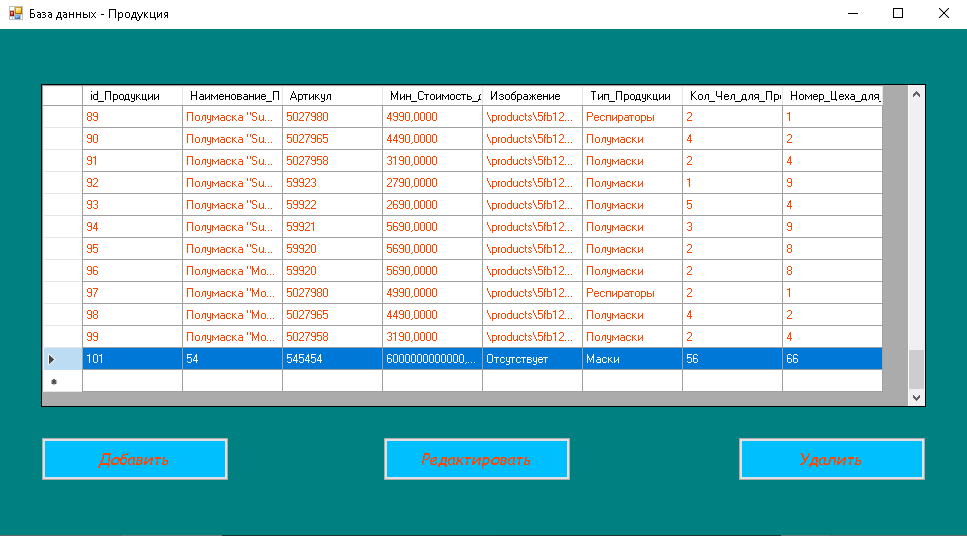 База данных - Продукция
id_Продукции Наименование_П Артикул Мин_Стоимость_д Изображение Тип_Продукции Кол_Чел_для_Про Номер_Цеха_для_
89 Полумаска "Su... 5027980 4990,0000 \products\5fb12... Респираторы 2 1
90 Полумаска "Su... 5027965 4490,0000 \products\5fb12... Полумаски 4 2
91 Полумаска "Su... 5027958 3190,0000 \products\5fb12... Полумаски 2 4
92 Полумаска "Su... 59923 2790,0000 \products\5fb12... Полумаски 1 9
93 Полумаска "Su... 59922 2690,0000 \products\5fb12... Полумаски 5 4
94 Полумаска "Su... 59921 5690,0000 \products\5fb12... Полумаски 3 9
95 Полумаска "Su... 59920 5690,0000 \products\5fb12... Полумаски 2 8
96 Полумаска "Mo... 59920 5690,0000 \products\5fb12... Полумаски 2 8
97 Полумаска "Mo... 5027980 4990,0000 \products\5fb12... Респираторы 2 1
98 Полумаска "Mo... 5027965 4490,0000 \products\5fb12... Полумаски 4 2
99 Полумаска "Mo... 5027958 3190,0000 \products\5fb12... Полумаски 2 4
101 54 545454 6000000000000,... Отсутствует Маски 56 66
Добавить Редактировать Удалить